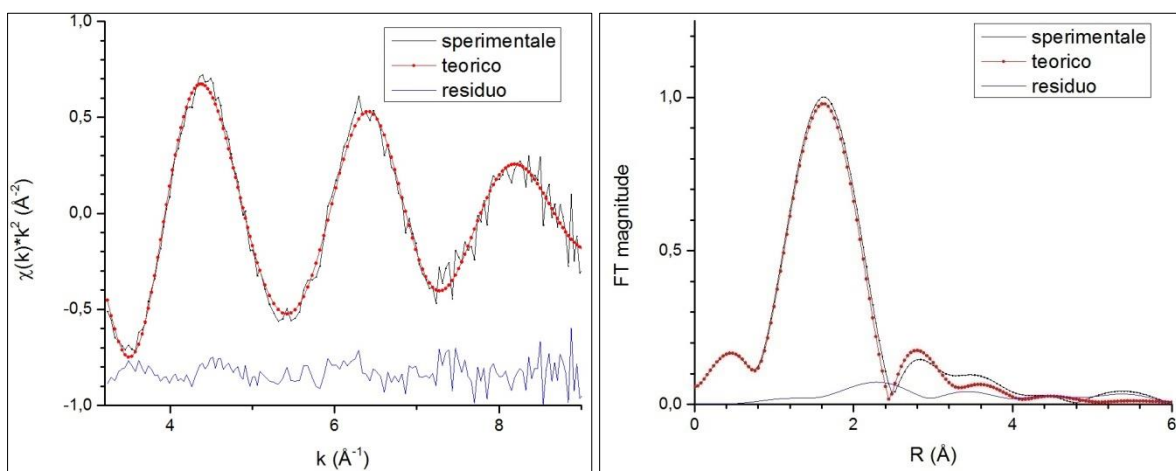 sperimentale
teorico
residuo
1,0
0,5
0,0
-0,5
-1,0
4
6
8
χ(k)*k² (Å⁻²)
k (Å⁻¹)
sperimentale
teorico
residuo
1,0
0,5
0,0
0
2
4
6
FT magnitude
R (Å)